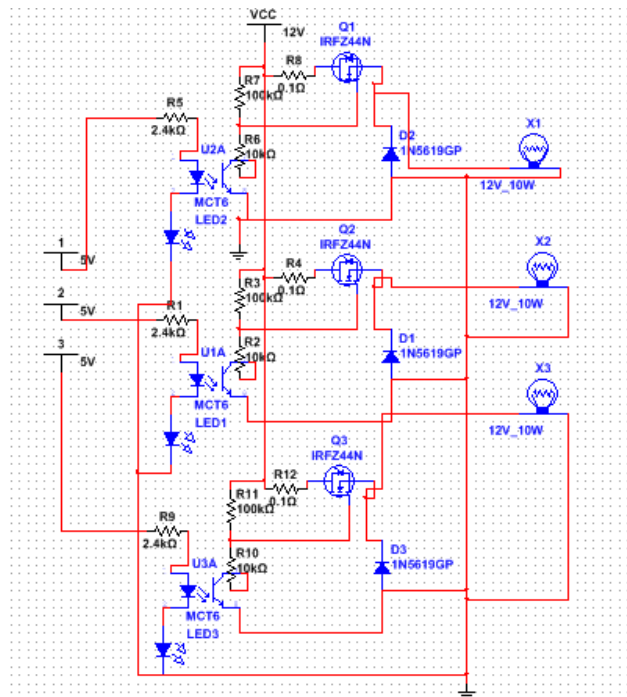 VCC
12V
Q1
IRFZ44N
R8
0.1Ω
R7
100kΩ
R5
2.4kΩ
R6
10kΩ
U2A
MCT6
LED2
D2
1N5619GP
X1
12V_10W
1
5V
Q2
IRFZ44N
R4
0.1Ω
R3
100kΩ
X2
12V_10W
2
5V
R1
2.4kΩ
R2
10kΩ
U1A
MCT6
LED1
D1
1N5619GP
3
5V
X3
12V_10W
Q3
IRFZ44N
R12
0.1Ω
R11
100kΩ
R9
2.4kΩ
R10
10kΩ
U3A
MCT6
LED3
D3
1N5619GP